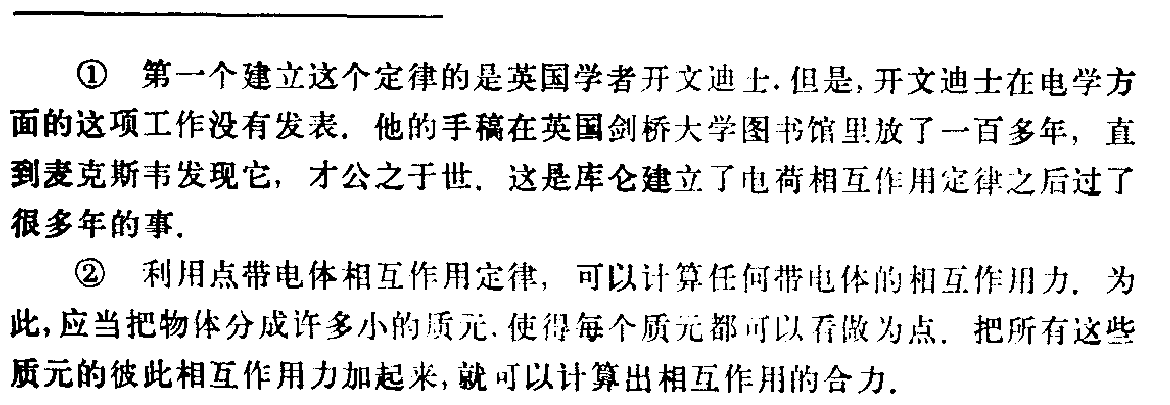 ① 第一个建立这个定律的是英国学者开文迪士.但是,开文迪士在电学方
面的这项工作没有发表．他的手稿在英国剑桥大学图书馆里放了一百多年，直
到麦克斯韦发现它，才公之于世．这是库仑建立了电荷相互作用定律之后过了
很多年的事．
② 利用点带电体相互作用定律，可以计算任何带电体的相互作用力．为
此,应当把物体分成许多小的质元,使得每个质元都可以看做为点．把所有这些
质元的彼此相互作用力加起来,就可以计算出相互作用的合力．